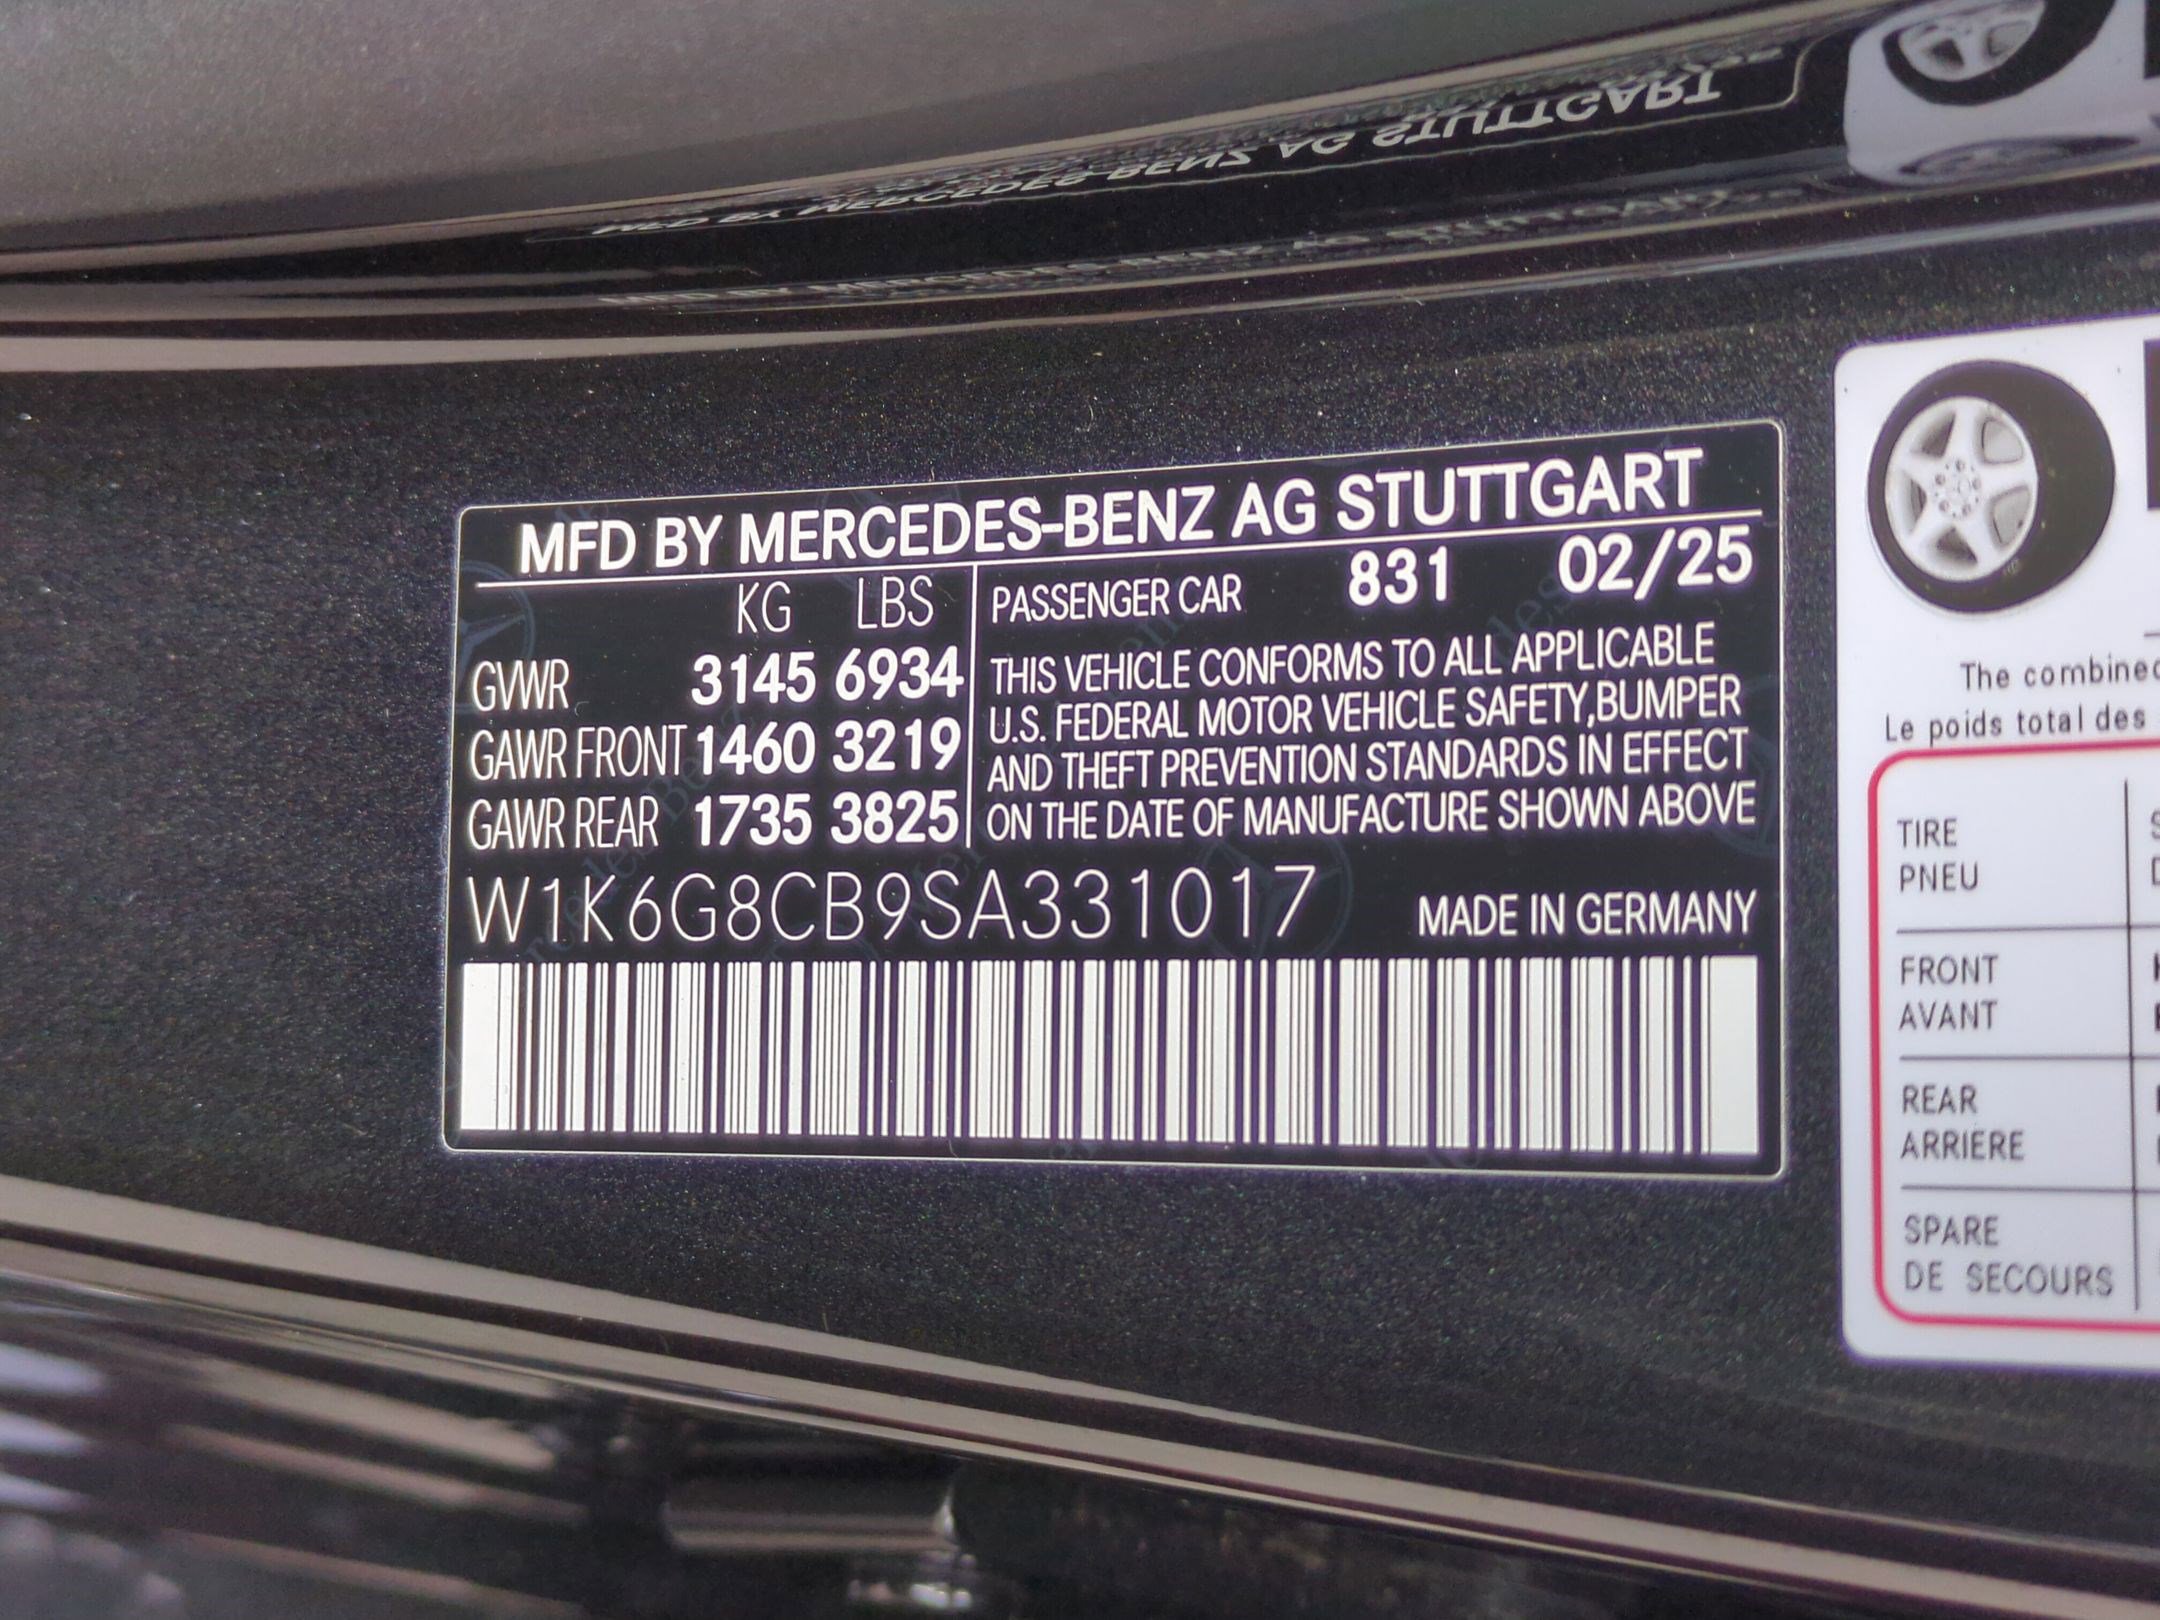 MFD BY MERCEDES-BENZ AG STUTTGART
KG LBS
GVWR 3145 6934
GAWR FRONT 1460 3219
GAWR REAR 1735 3825
PASSENGER CAR 831 02/25
THIS VEHICLE CONFORMS TO ALL APPLICABLE
U.S. FEDERAL MOTOR VEHICLE SAFETY,BUMPER
AND THEFT PREVENTION STANDARDS IN EFFECT
ON THE DATE OF MANUFACTURE SHOWN ABOVE
W1K6G8CB9SA331017 MADE IN GERMANY
The combined
Le poids total des
TIRE
PNEU
FRONT
AVANT
REAR
ARRIERE
SPARE
DE SECOURS